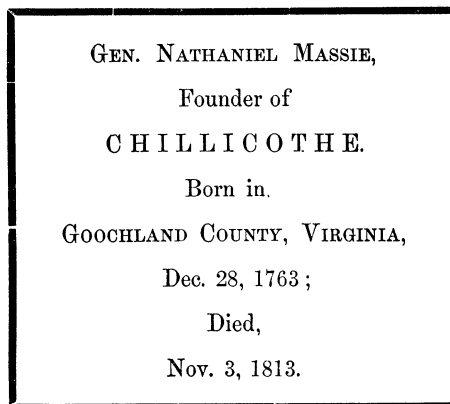 GEN. NATHANIEL MASSIE,
Founder of
CHILLICOTHE.
Born in.
GOOCHLAND COUNTY, VIRGINIA,
Dec. 28, 1763;
Died,
Nov. 3, 1813.